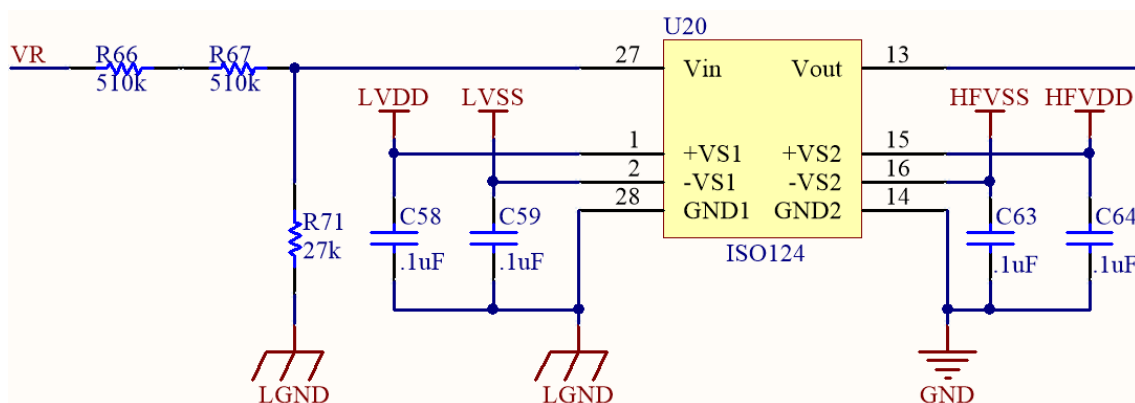 U20
VR
R66
R67
510k
510k
27
Vin
Vout
13
LVDD
LVSS
HFVSS
HFVDD
1
+VS1
+VS2
15
2
-VS1
-VS2
16
28
GND1
GND2
14
R71
27k
C58
.1uF
C59
.1uF
ISO124
C63
.1uF
C64
.1uF
LGND
LGND
GND